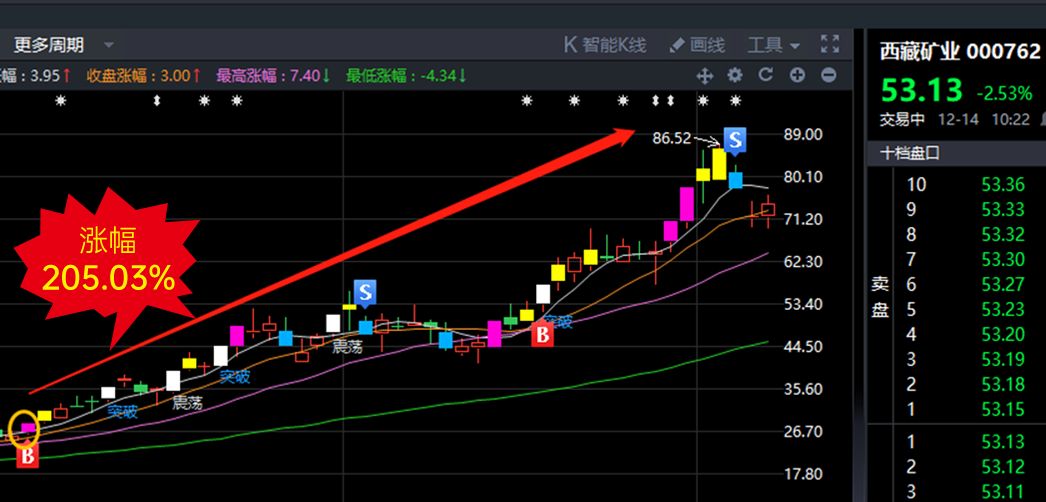 更多周期
K 智能K线 画线 工具
幅：3.95↑ 收盘涨幅：3.00↑ 最高涨幅：7.40↓ 最低涨幅：-4.34↓
涨幅
205.03%
86.52
S
S
B
B
突破
震荡
突破
震荡
突破
89.00
80.10
71.20
62.30
53.40
44.50
35.60
26.70
17.80
西藏矿业 000762
53.13 -2.53%
交易中 12-14 10:22
十档盘口
卖盘
10 53.36
9 53.33
8 53.32
7 53.30
6 53.27
5 53.23
4 53.20
3 53.19
2 53.18
1 53.15
1 53.13
2 53.12
3 53.11